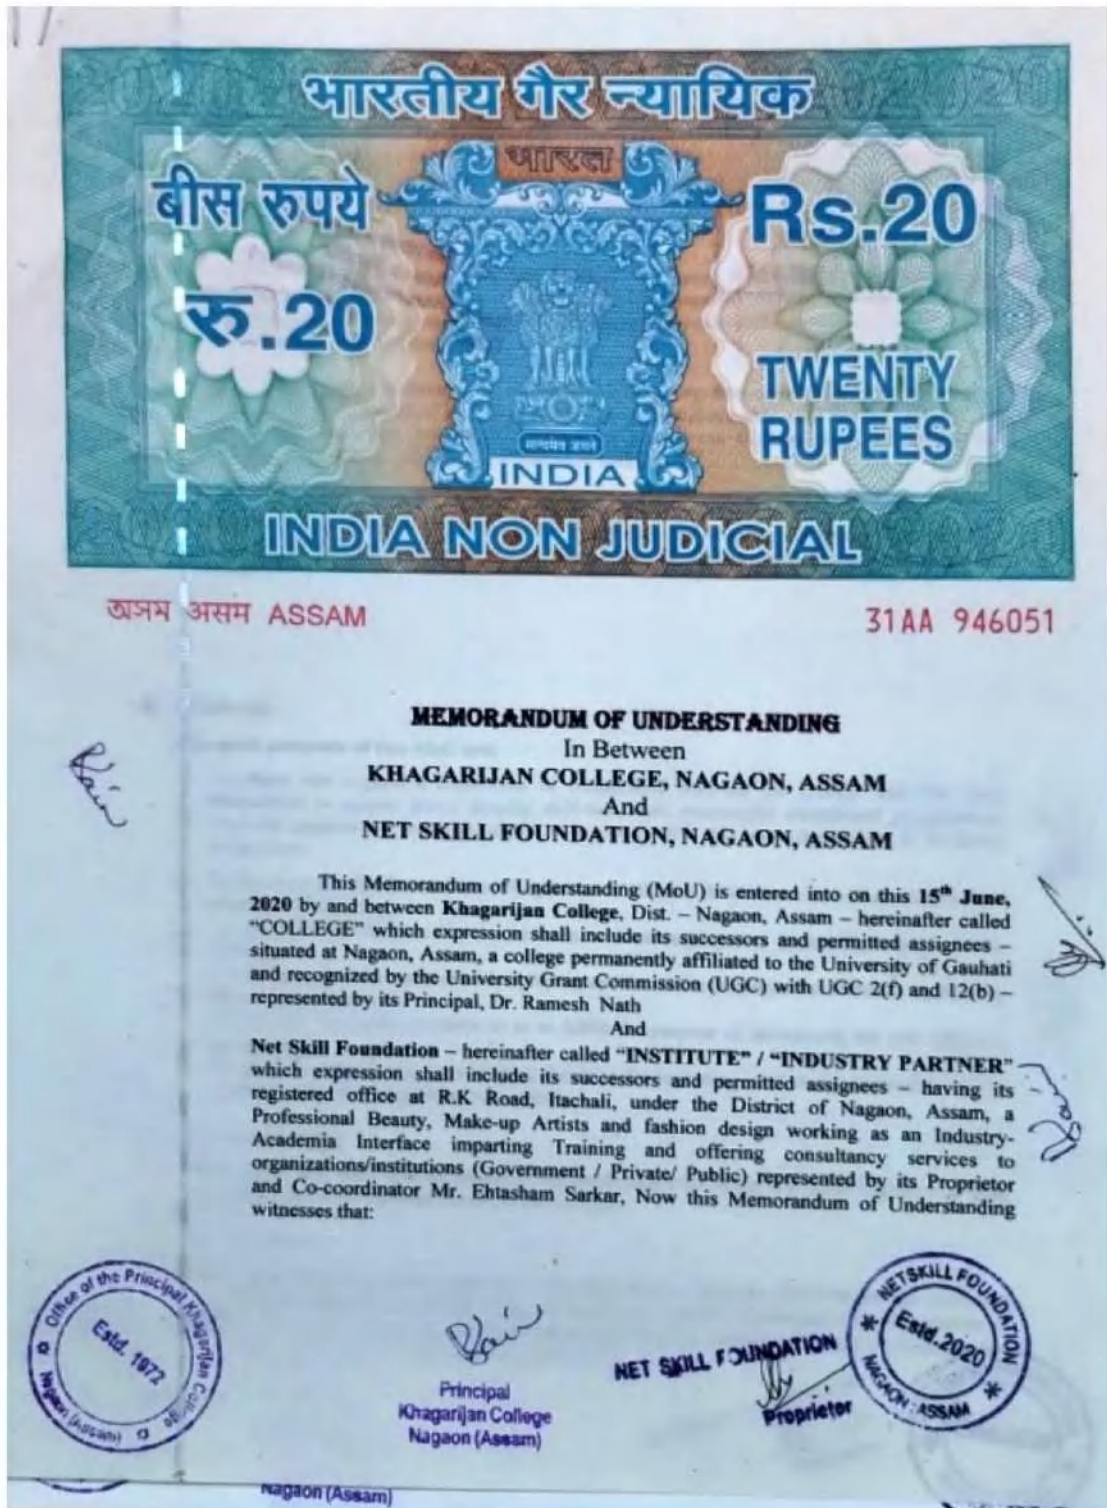 भारतीय गैर न्यायिक
भारत
बीस रुपये
रु.20
Rs.20
TWENTY
RUPEES
सत्यमेव जयते
INDIA
INDIA NON JUDICIAL
অসম असम ASSAM
31AA 946051
MEMORANDUM OF UNDERSTANDING
In Between
KHAGARIJAN COLLEGE, NAGAON, ASSAM
And
NET SKILL FOUNDATION, NAGAON, ASSAM
This Memorandum of Understanding (MoU) is entered into on this 15th June,
2020 by and between Khagarijan College, Dist. – Nagaon, Assam – hereinafter called
“COLLEGE” which expression shall include its successors and permitted assignees –
situated at Nagaon, Assam, a college permanently affiliated to the University of Gauhati
and recognized by the University Grant Commission (UGC) with UGC 2(f) and 12(b) –
represented by its Principal, Dr. Ramesh Nath
And
Net Skill Foundation – hereinafter called “INSTITUTE” / “INDUSTRY PARTNER”
which expression shall include its successors and permitted assignees – having its
registered office at R.K Road, Itachali, under the District of Nagaon, Assam, a
Professional Beauty, Make-up Artists and fashion design working as an Industry-
Academia Interface imparting Training and offering consultancy services to
organizations/institutions (Government / Private/ Public) represented by its Proprietor
and Co-coordinator Mr. Ehtasham Sarkar, Now this Memorandum of Understanding
witnesses that:
Office of the Principal Khagarijan College
Estd. 1972
Nagaon (Assam)
Principal
Khagarijan College
Nagaon (Assam)
NET SKILL FOUNDATION
Proprietor
NETSKILL FOUNDATION
Estd.2020
NAGAON : ASSAM
Nagaon (Assam)